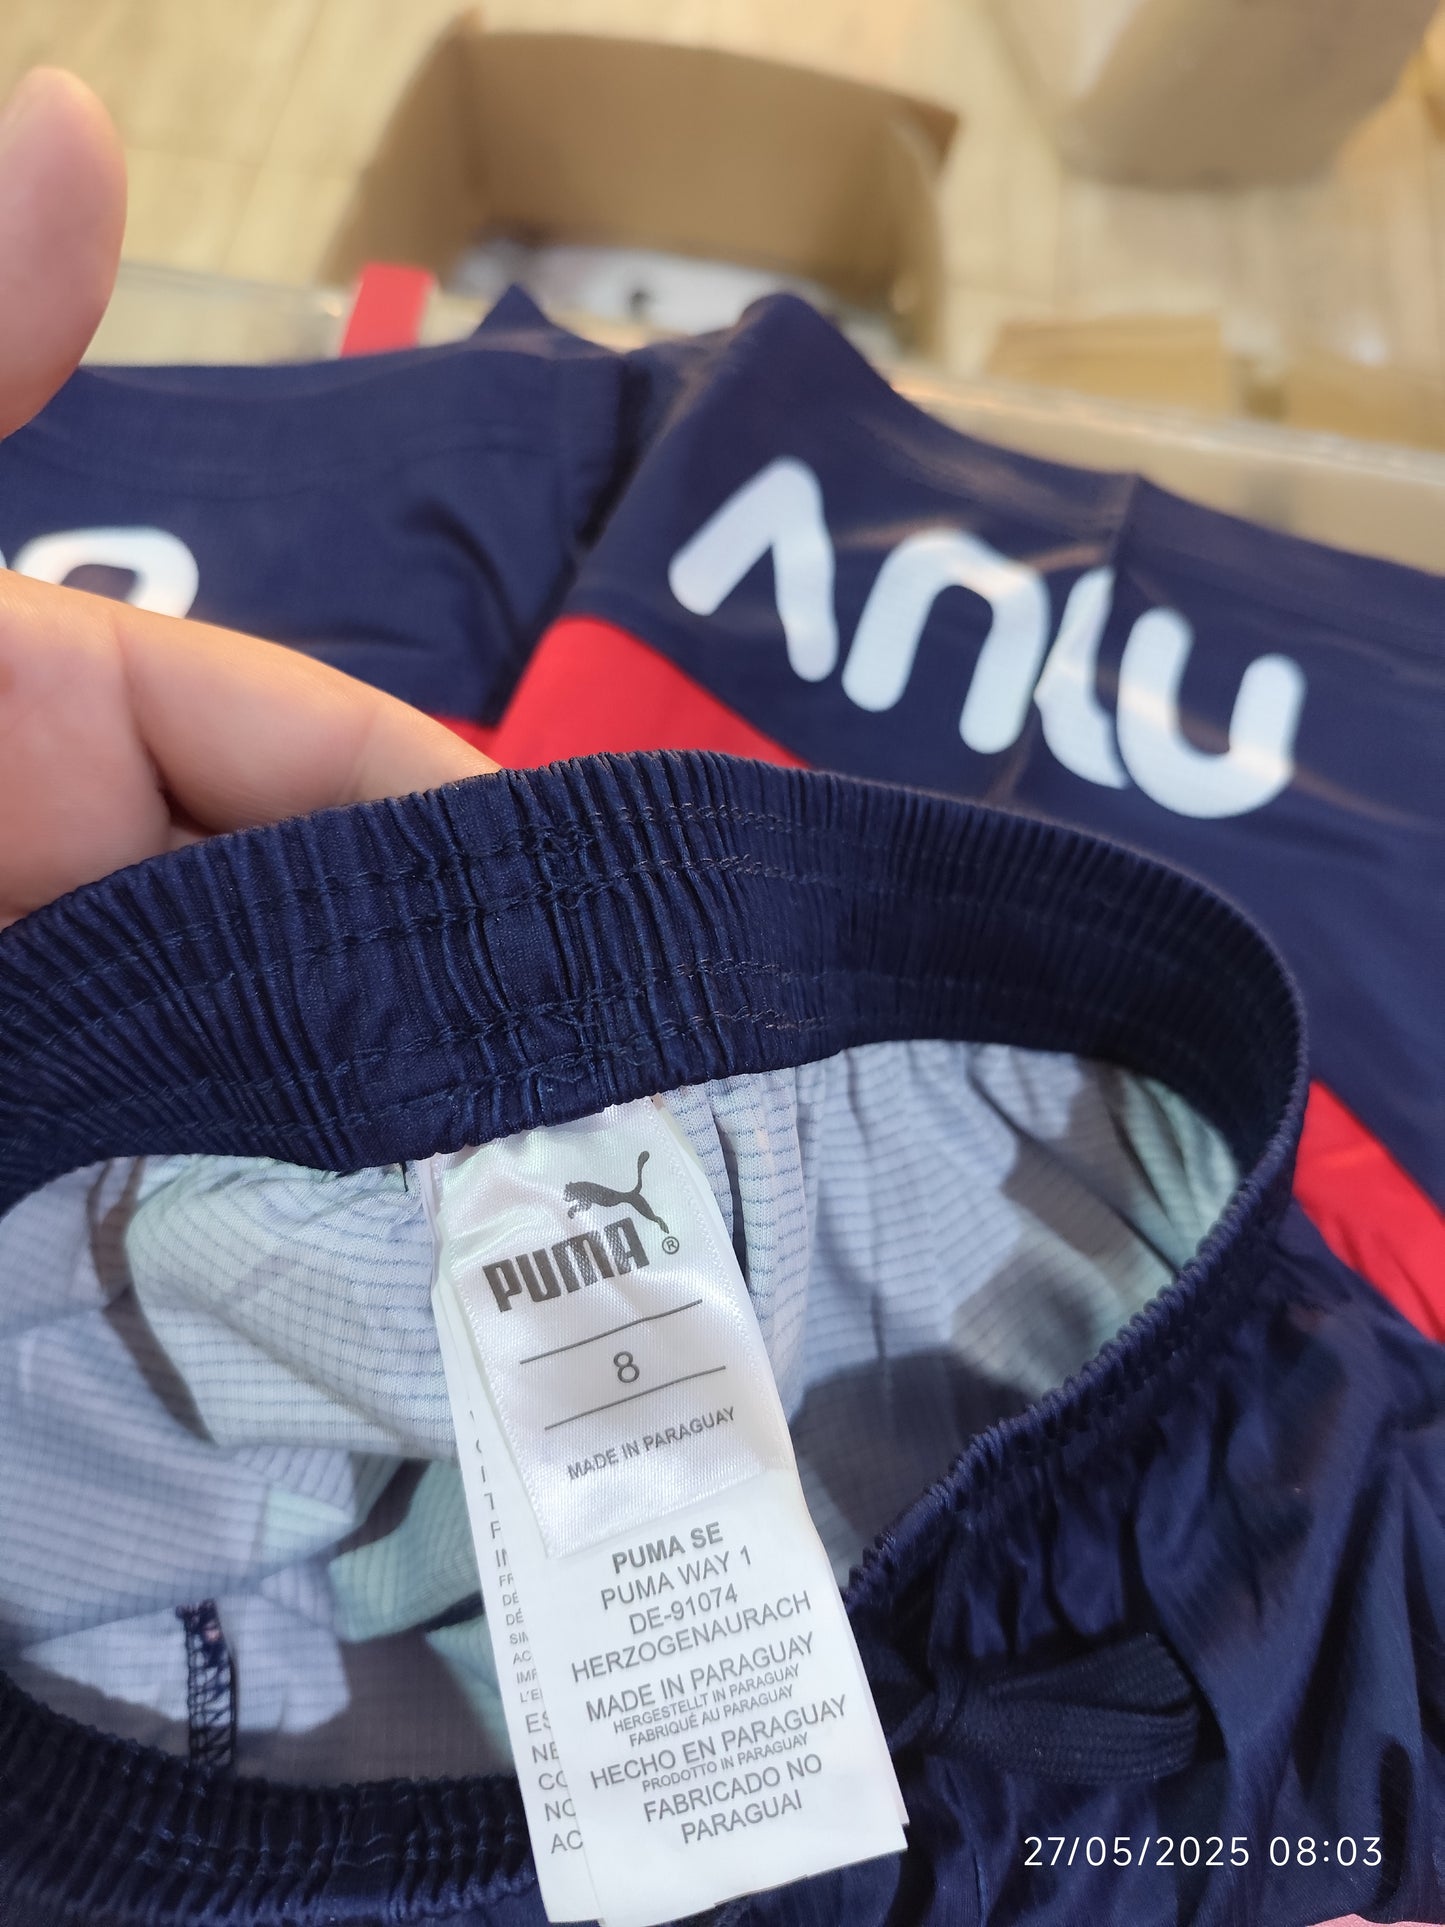 PUMA®
8
MADE IN PARAGUAY
PUMA SE
PUMA WAY 1
DE-91074
HERZOGENAURACH
MADE IN PARAGUAY
HERGESTELLT IN PARAGUAY
FABRIQUÉ AU PARAGUAY
HECHO EN PARAGUAY
PRODOTTO IN PARAGUAY
FABRICADO NO
PARAGUAI
27/05/2025 08:03